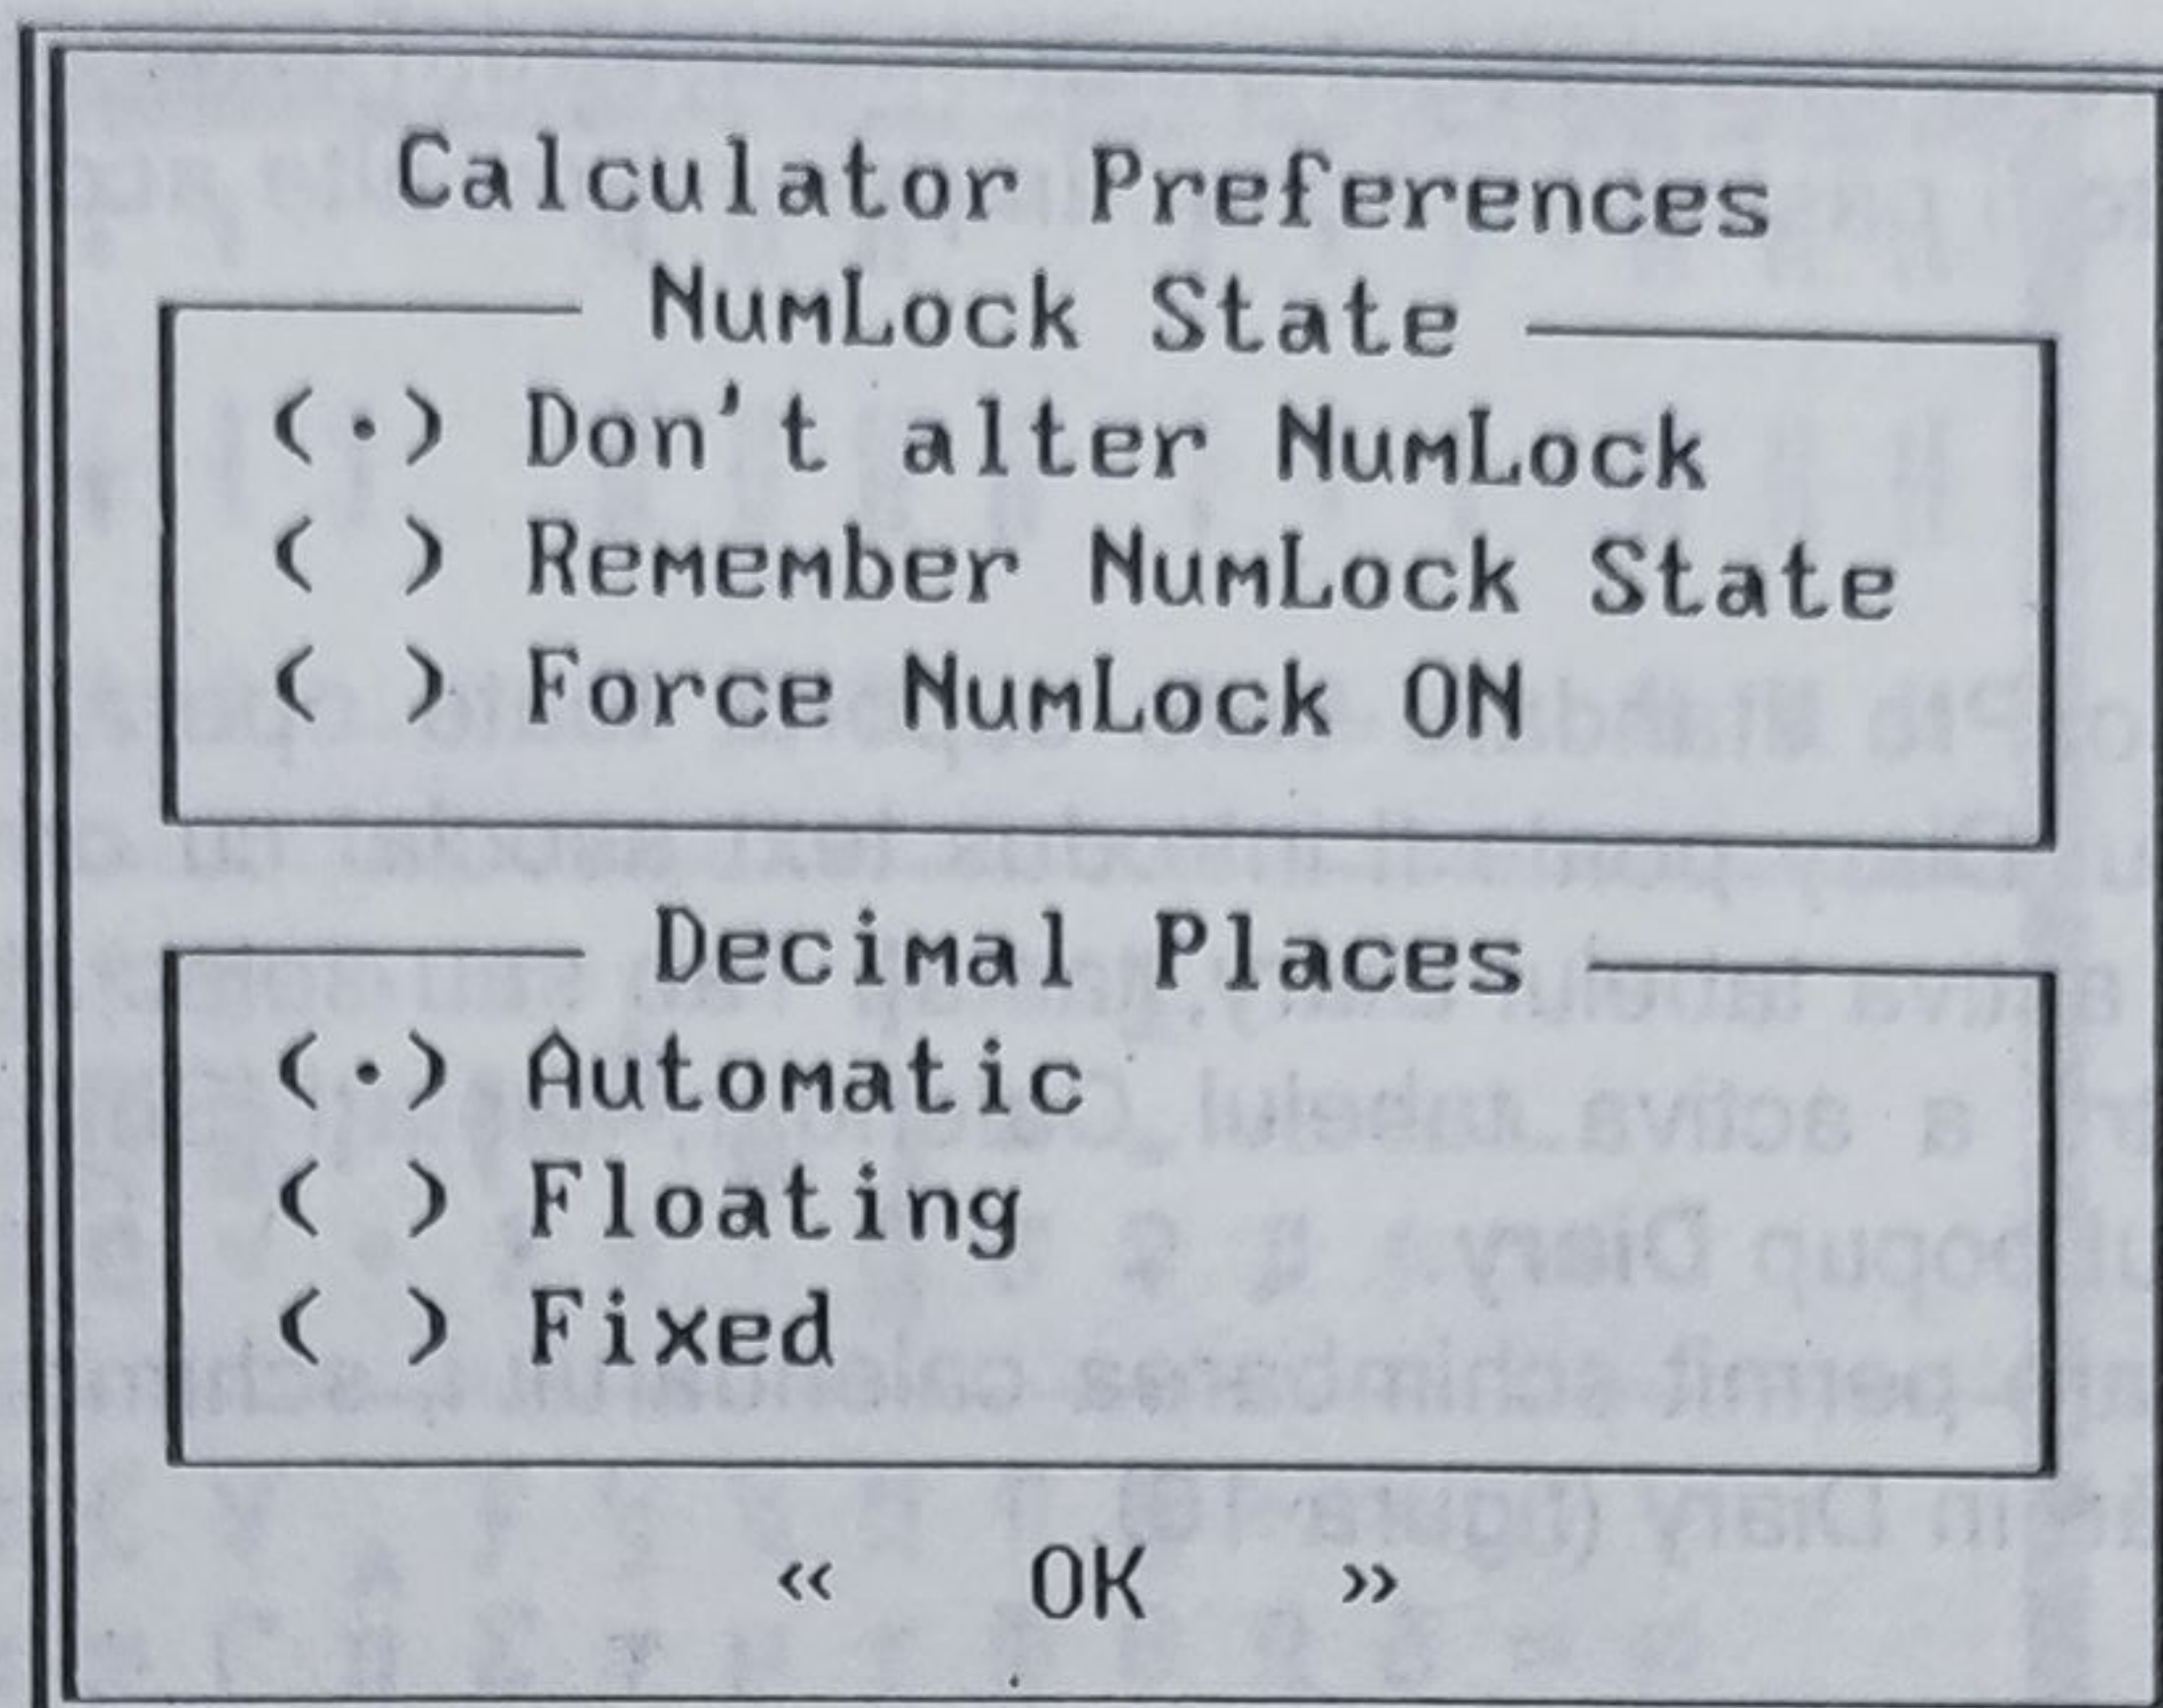 Calculator Preferences
NumLock State
(·) Don't alter NumLock
( ) Remember NumLock State
( ) Force NumLock ON
Decimal Places
(·) Automatic
( ) Floating
( ) Fixed
« OK »